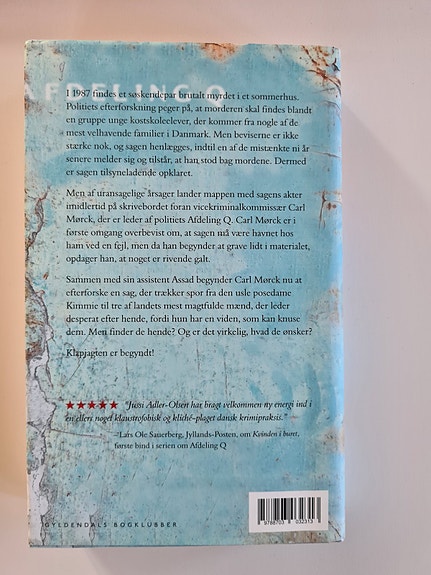 AFDELING Q
I 1987 findes et søskendepar brutalt myrdet i et sommerhus.
Politiets efterforskning peger på, at morderen skal findes blandt
en gruppe unge kostskoleelever, der kommer fra nogle af de
mest velhavende familier i Danmark. Men beviserne er ikke
stærke nok, og sagen henlægges, indtil en af de mistænkte ni år
senere melder sig og tilstår, at han stod bag mordene. Dermed
er sagen tilsyneladende opklaret.
Men af uransagelige årsager lander mappen med sagens akter
imidlertid på skrivebordet foran vicekriminalkommissær Carl
Mørck, der er leder af politiets Afdeling Q. Carl Mørck er i
første omgang overbevist om, at sagen må være havnet hos
ham ved en fejl, men da han begynder at grave lidt i materialet,
opdager han, at noget er rivende galt.
Sammen med sin assistent Assad begynder Carl Mørck nu at
efterforske en sag, der trækker spor fra den usle posedame
Kimmie til tre af landets mest magtfulde mænd, der leder
desperat efter hende, fordi hun har en viden, som kan knuse
dem. Men finder de hende? Og er det virkelig, hvad de ønsker?
Klapjagten er begyndt!
★★★★★ "Jussi Adler-Olsen har bragt velkommen ny energi ind i
en ellers noget klaustrofobisk og kliché-plaget dansk krimipraksis."
–Lars Ole Sauerberg, Jyllands-Posten, om Kvinden i buret,
første bind i serien om Afdeling Q
GYLDENDALS BOGKLUBBER
9 788703 032313